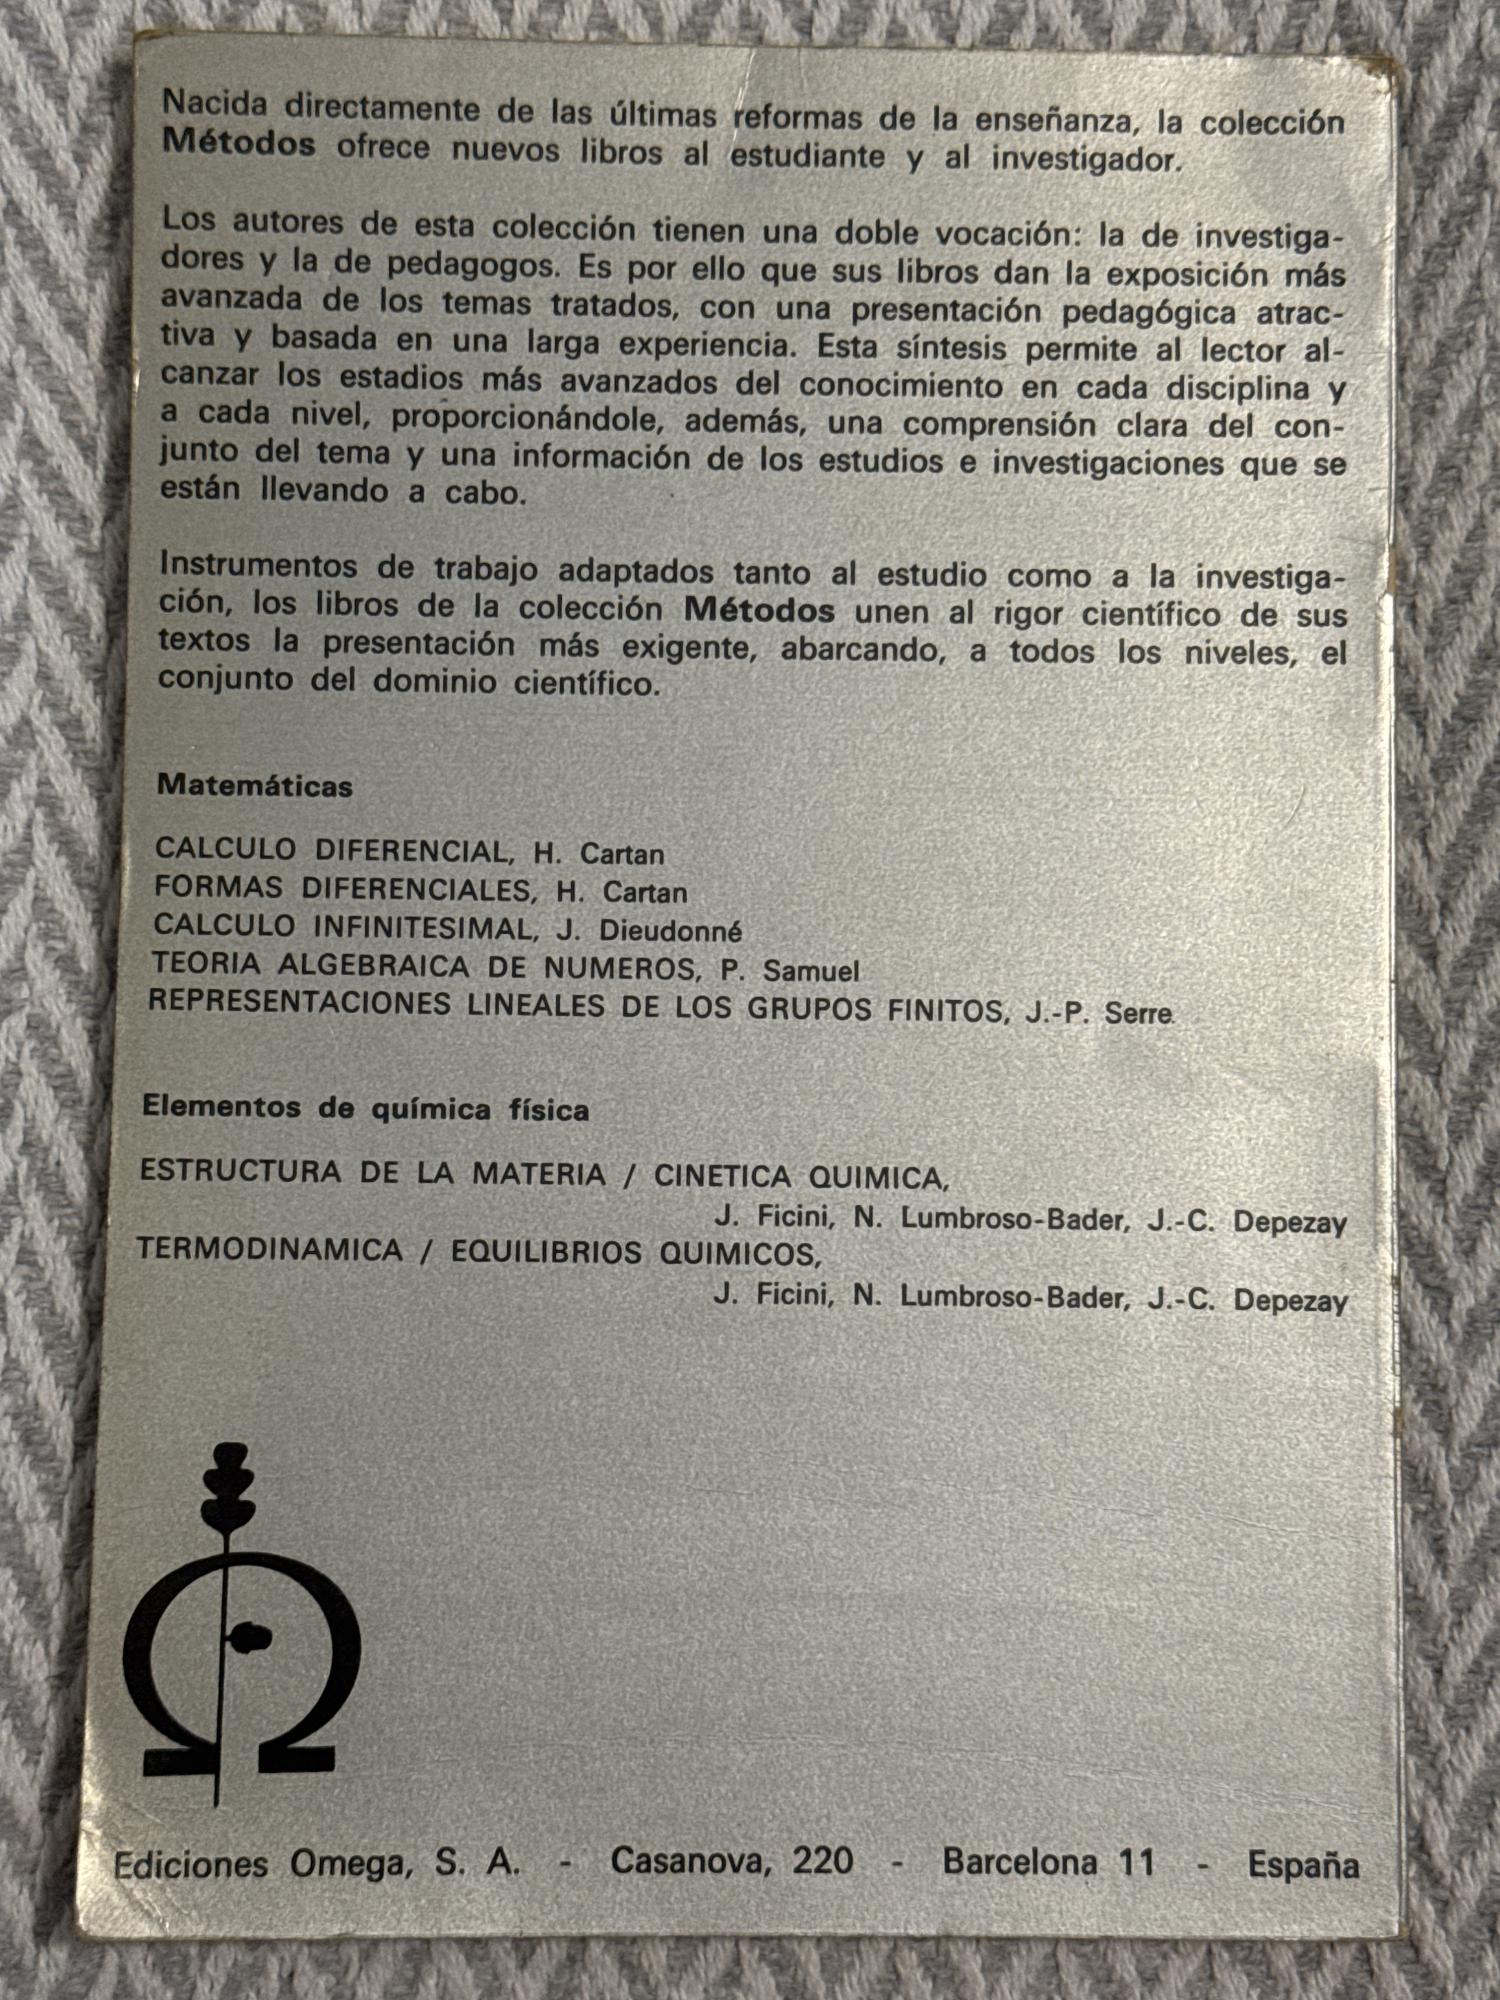 Nacida directamente de las últimas reformas de la enseñanza, la colección
Métodos ofrece nuevos libros al estudiante y al investigador.
Los autores de esta colección tienen una doble vocación: la de investiga-
dores y la de pedagogos. Es por ello que sus libros dan la exposición más
avanzada de los temas tratados, con una presentación pedagógica atrac-
tiva y basada en una larga experiencia. Esta síntesis permite al lector al-
canzar los estadios más avanzados del conocimiento en cada disciplina y
a cada nivel, proporcionándole, además, una comprensión clara del con-
junto del tema y una información de los estudios e investigaciones que se
están llevando a cabo.
Instrumentos de trabajo adaptados tanto al estudio como a la investiga-
ción, los libros de la colección Métodos unen al rigor científico de sus
textos la presentación más exigente, abarcando, a todos los niveles, el
conjunto del dominio científico.
Matemáticas
CALCULO DIFERENCIAL, H. Cartan
FORMAS DIFERENCIALES, H. Cartan
CALCULO INFINITESIMAL, J. Dieudonné
TEORIA ALGEBRAICA DE NUMEROS, P. Samuel
REPRESENTACIONES LINEALES DE LOS GRUPOS FINITOS, J.-P. Serre
Elementos de química física
ESTRUCTURA DE LA MATERIA / CINETICA QUIMICA,
J. Ficini, N. Lumbroso-Bader, J.-C. Depezay
TERMODINAMICA / EQUILIBRIOS QUIMICOS,
J. Ficini, N. Lumbroso-Bader, J.-C. Depezay
Ω
Ediciones Omega, S. A. - Casanova, 220 - Barcelona 11 - España